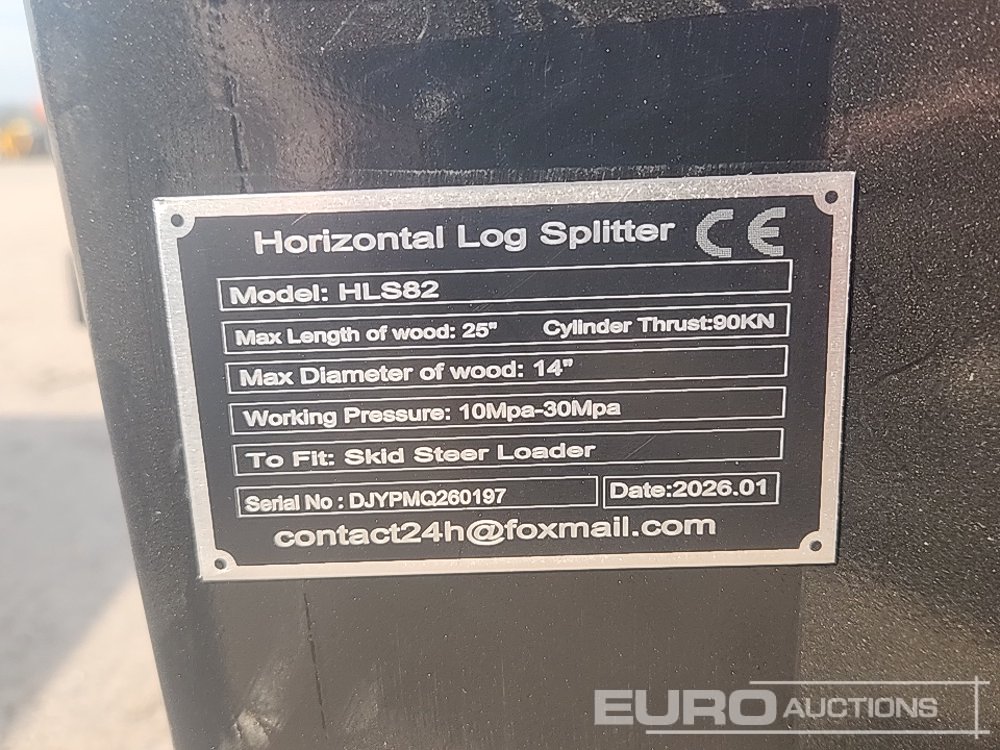 Horizontal Log Splitter CE
Model: HLS82
Max Length of wood: 25" Cylinder Thrust:90KN
Max Diameter of wood: 14"
Working Pressure: 10Mpa-30Mpa
To Fit: Skid Steer Loader
Serial No : DJYPMQ260197 Date:2026.01
contact24h@foxmail.com
EURO AUCTIONS